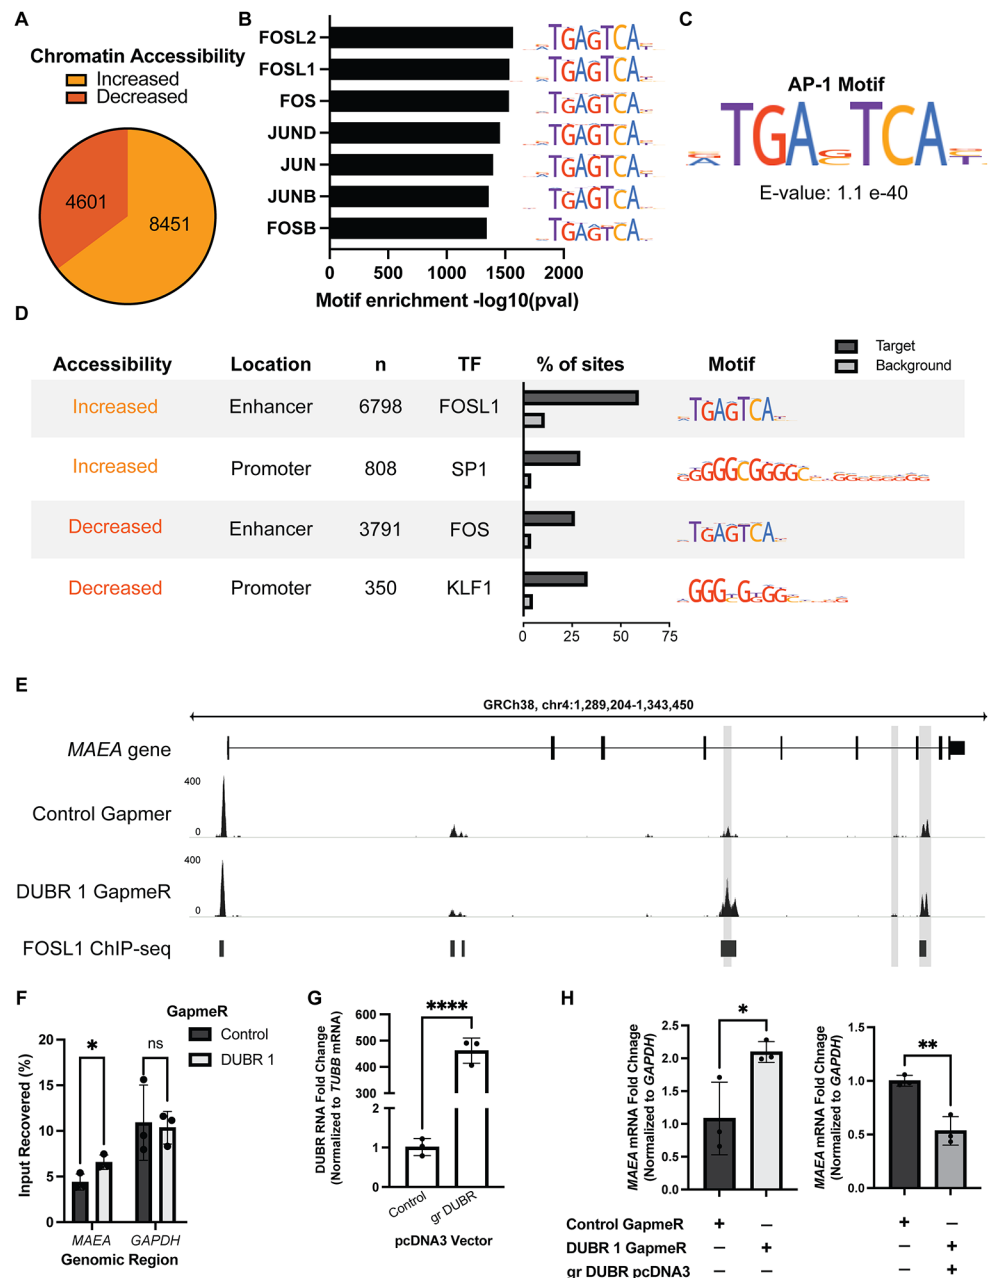 A
Chromatin Accessibility
Increased
Decreased
4601
8451
B
FOSL2
FOSL1
FOS
JUND
JUN
JUNB
FOSB
TGAGTCA
TGAGTCA
TGAGTCA
TGAGTCA
TGAGTCA
TGAGTCA
TGAGTCA
0 500 1000 1500 2000
Motif enrichment -log10(pval)
C
AP-1 Motif
E-value: 1.1 e-40
D
Accessibility Location n TF % of sites Motif
Target
Background
Increased Enhancer 6798 FOSL1 TGAGTCA
Increased Promoter 808 SP1
Decreased Enhancer 3791 FOS TGAGTCA
Decreased Promoter 350 KLF1
0 25 50 75
E
GRCh38, chr4:1,289,204-1,343,450
MAEA gene
400
Control Gapmer
0
400
DUBR 1 GapmeR
0
FOSL1 ChIP-seq
F
GapmeR
Control
DUBR 1
Input Recovered (%)
20
15
10
5
0
*
ns
MAEA GAPDH
Genomic Region
G
DUBR RNA Fold Change
(Normalized to TUBB mRNA)
600
500
400
300
2
1
0
****
Control gr DUBR
pcDNA3 Vector
H
MAEA mRNA Fold Chnage
(Normalized to GAPDH)
2.5
2.0
1.5
1.0
0.5
0.0
*
MAEA mRNA Fold Chnage
(Normalized to GAPDH)
1.5
1.0
0.5
0.0
**
Control GapmeR + – + –
DUBR 1 GapmeR – + – +
gr DUBR pcDNA3 – – – +